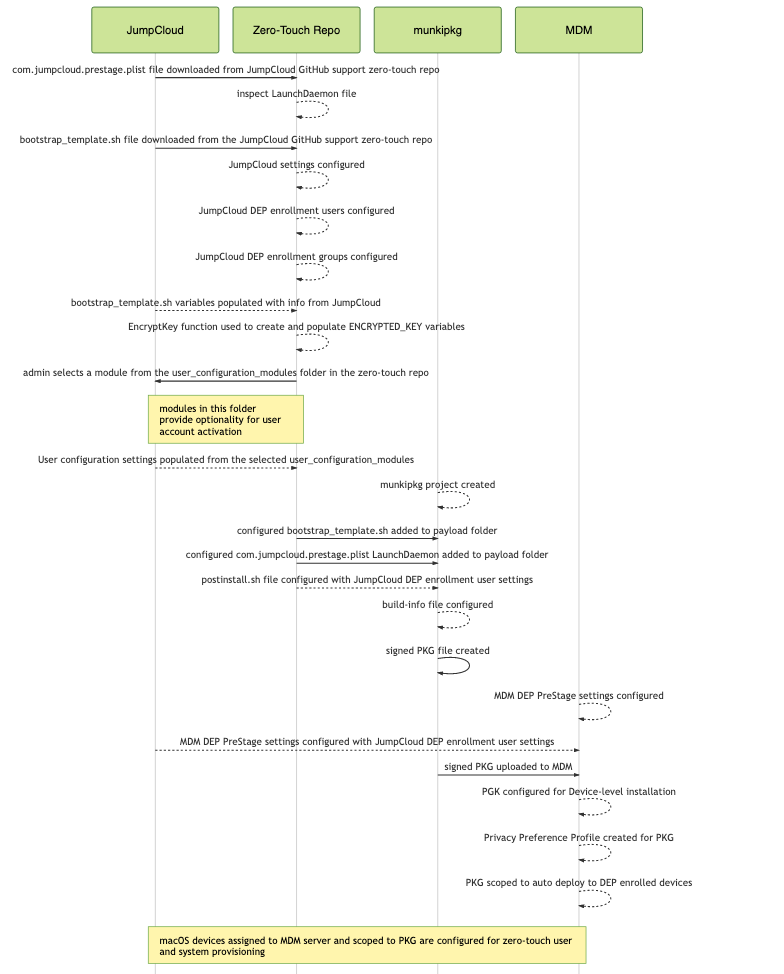 JumpCloud
Zero-Touch Repo
munkipkg
MDM
com.jumpcloud.prestage.plist file downloaded from JumpCloud GitHub support zero-touch repo
inspect LaunchDaemon file
bootstrap_template.sh file downloaded from the JumpCloud GitHub support zero-touch repo
JumpCloud settings configured
JumpCloud DEP enrollment users configured
JumpCloud DEP enrollment groups configured
bootstrap_template.sh variables populated with info from JumpCloud
EncryptKey function used to create and populate ENCRYPTED_KEY variables
admin selects a module from the user_configuration_modules folder in the zero-touch repo
modules in this folder
provide optionality for user
account activation
User configuration settings populated from the selected user_configuration_modules
munkipkg project created
configured bootstrap_template.sh added to payload folder
configured com.jumpcloud.prestage.plist LaunchDaemon added to payload folder
postinstall.sh file configured with JumpCloud DEP enrollment user settings
build-info file configured
signed PKG file created
MDM DEP PreStage settings configured
MDM DEP PreStage settings configured with JumpCloud DEP enrollment user settings
signed PKG uploaded to MDM
PGK configured for Device-level installation
Privacy Preference Profile created for PKG
PKG scoped to auto deploy to DEP enrolled devices
macOS devices assigned to MDM server and scoped to PKG are configured for zero-touch user
and system provisioning